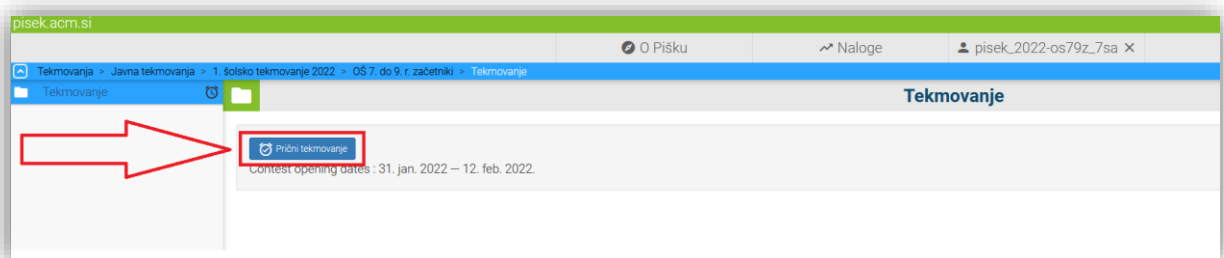 pisek.acm.si
O Pišku Naloge pisek_2022-os79z_7sa ×
Tekmovanja > Javna tekmovanja > 1. šolsko tekmovanje 2022 > OŠ 7. do 9. r. začetniki > Tekmovanje
Tekmovanje
Tekmovanje
Prični tekmovanje
Contest opening dates : 31. jan. 2022 — 12. feb. 2022.